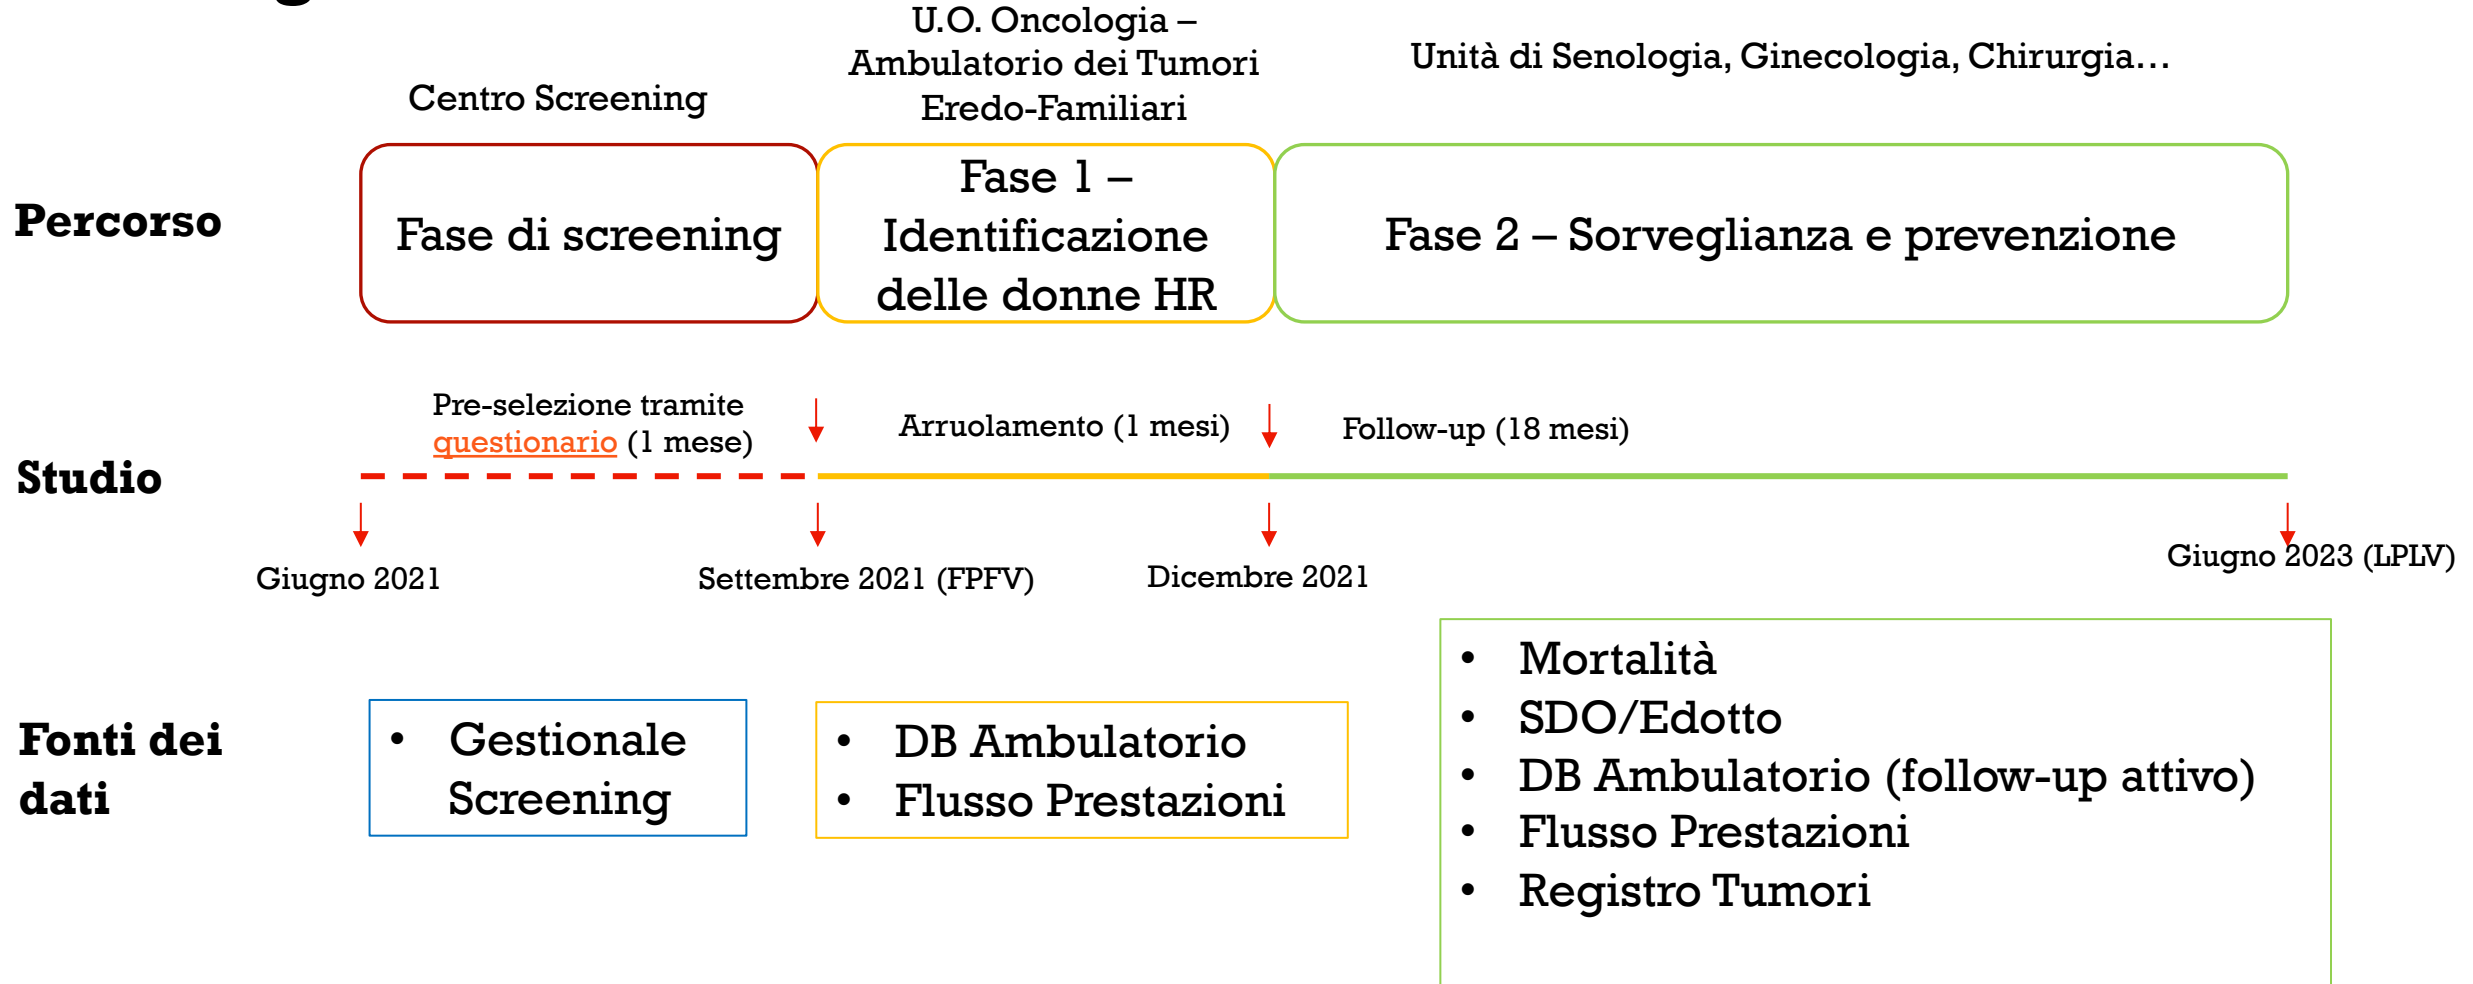 U.O. Oncologia –
Ambulatorio dei Tumori
Eredo-Familiari
Unità di Senologia, Ginecologia, Chirurgia...
Centro Screening
Percorso
Fase di screening
Fase 1 –
Identificazione
delle donne HR
Fase 2 – Sorveglianza e prevenzione
Studio
Pre-selezione tramite
questionario (1 mese)
Arruolamento (1 mesi)
Follow-up (18 mesi)
Giugno 2021
Settembre 2021 (FPFV)
Dicembre 2021
Giugno 2023 (LPLV)
Fonti dei
dati
• Gestionale
Screening
• DB Ambulatorio
• Flusso Prestazioni
• Mortalità
• SDO/Edotto
• DB Ambulatorio (follow-up attivo)
• Flusso Prestazioni
• Registro Tumori